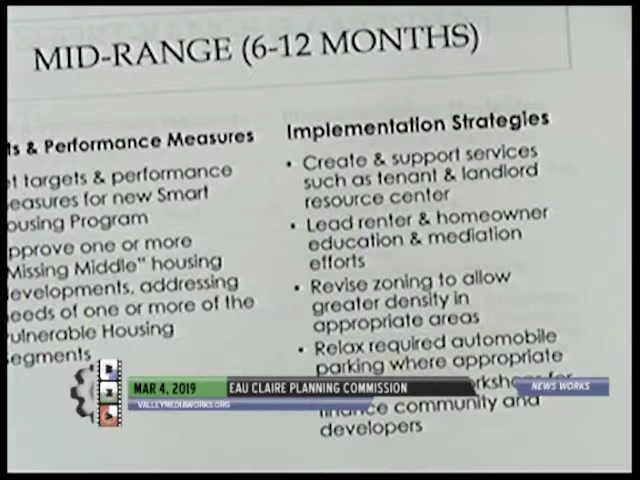 MID-RANGE (6-12 MONTHS)
ts & Performance Measures
et targets & performance
easures for new Smart
ousing Program
pprove one or more
Missing Middle" housing
evelopments, addressing
eeds of one or more of the
ulnerable Housing
egments
Implementation Strategies
• Create & support services
such as tenant & landlord
resource center
• Lead renter & homeowner
education & mediation
efforts
• Revise zoning to allow
greater density in
appropriate areas
• Relax required automobile
parking where appropriate
finance community and
developers
MAR 4, 2019
EAU CLAIRE PLANNING COMMISSION
NEWS WORKS
VALLEYMEDIAWORKS.ORG